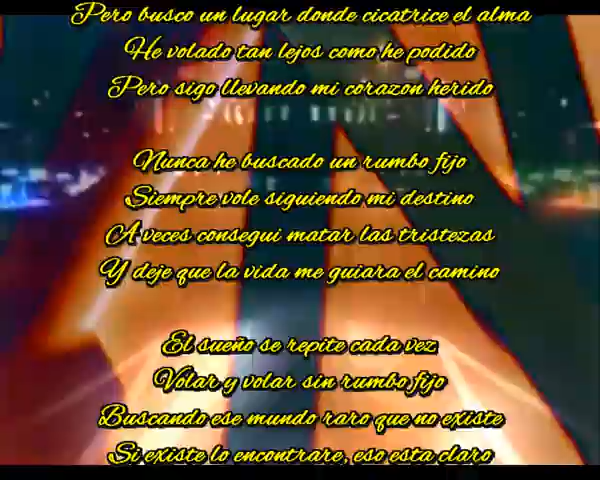 Pero busco un lugar donde cicatrice el alma
He volado tan lejos como he podido
Pero sigo llevando mi corazon herido
Nunca he buscado un rumbo fijo
Siempre vole siguiendo mi destino
A veces consegui matar las tristezas
Y deje que la vida me guiara el camino
El sueño se repite cada vez
Volar y volar sin rumbo fijo
Buscando ese mundo raro que no existe
Si existe lo encontrare, eso esta claro